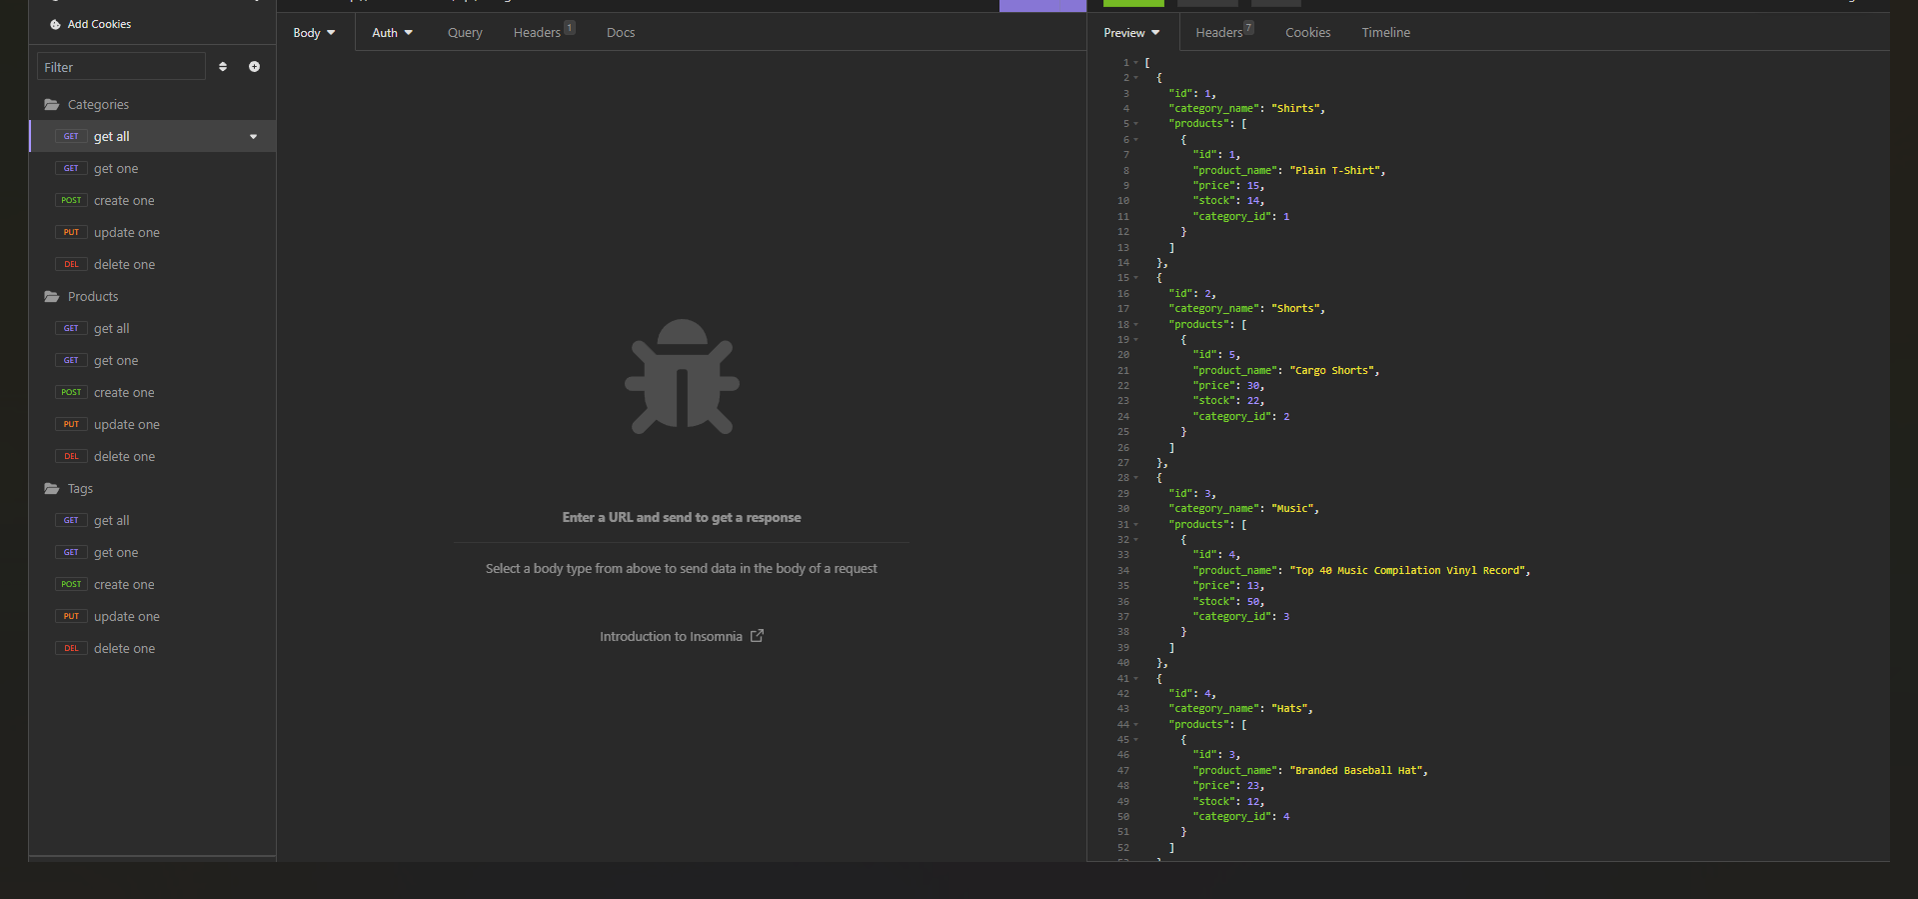 Add Cookies
Filter
Categories
GET get all
GET get one
POST create one
PUT update one
DEL delete one
Products
GET get all
GET get one
POST create one
PUT update one
DEL delete one
Tags
GET get all
GET get one
POST create one
PUT update one
DEL delete one
Body Auth Query Headers 1 Docs
Enter a URL and send to get a response
Select a body type from above to send data in the body of a request
Introduction to Insomnia
Preview Headers 7 Cookies Timeline
1 [
2 {
3 "id": 1,
4 "category_name": "Shirts",
5 "products": [
6 {
7 "id": 1,
8 "product_name": "Plain T-Shirt",
9 "price": 15,
10 "stock": 14,
11 "category_id": 1
12 }
13 ]
14 },
15 {
16 "id": 2,
17 "category_name": "Shorts",
18 "products": [
19 {
20 "id": 5,
21 "product_name": "Cargo Shorts",
22 "price": 30,
23 "stock": 22,
24 "category_id": 2
25 }
26 ]
27 },
28 {
29 "id": 3,
30 "category_name": "Music",
31 "products": [
32 {
33 "id": 4,
34 "product_name": "Top 40 Music Compilation Vinyl Record",
35 "price": 13,
36 "stock": 50,
37 "category_id": 3
38 }
39 ]
40 },
41 {
42 "id": 4,
43 "category_name": "Hats",
44 "products": [
45 {
46 "id": 3,
47 "product_name": "Branded Baseball Hat",
48 "price": 23,
49 "stock": 12,
50 "category_id": 4
51 }
52 ]